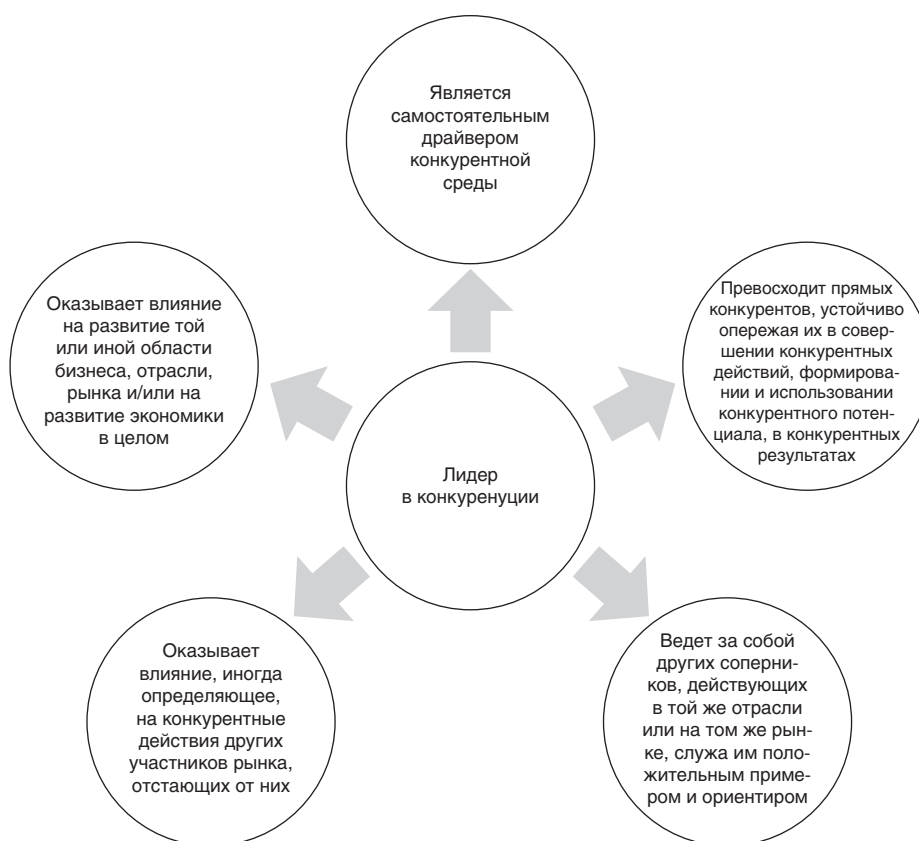 Является
самостоятельным
драйвером
конкурентной
среды
Оказывает влияние
на развитие той
или иной области
бизнеса, отрасли,
рынка и/или на
развитие экономики
в целом
Превосходит прямых
конкурентов, устойчиво
опережая их в совер-
шении конкурентных
действий, формирова-
нии и использовании
конкурентного потен-
циала, в конкурентных
результатах
Лидер
в конкуренуции
Оказывает
влияние, иногда
определяющее,
на конкурентные
действия других
участников рынка,
отстающих от них
Ведет за собой
других соперни-
ков, действующих
в той же отрасли
или на том же рын-
ке, служа им поло-
жительным приме-
ром и ориентиром